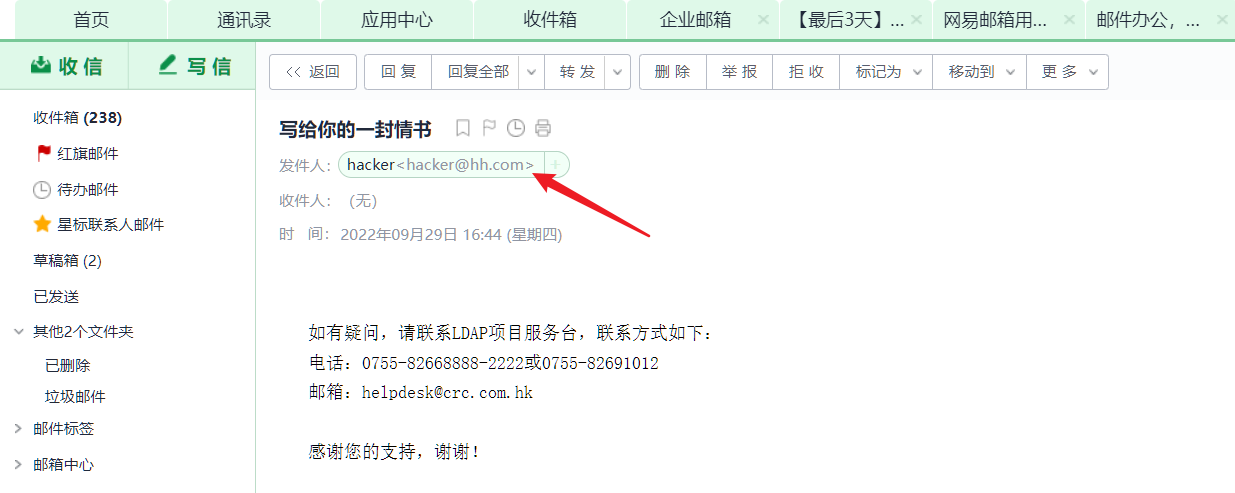 首页 通讯录 应用中心 收件箱 企业邮箱 × 【最后3天】... × 网易邮箱用... × 邮件办公，... ×
收 信 写 信
<< 返回 回 复 回复全部 转 发 删 除 举 报 拒 收 标记为 移动到 更 多
收件箱 (238)
红旗邮件
待办邮件
星标联系人邮件
草稿箱 (2)
已发送
其他2个文件夹
已删除
垃圾邮件
邮件标签
邮箱中心
写给你的一封情书
发件人： hacker<hacker@hh.com> +
收件人： (无)
时 间： 2022年09月29日 16:44 (星期四)
如有疑问，请联系LDAP项目服务台，联系方式如下：
电话：0755-82668888-2222或0755-82691012
邮箱：helpdesk@crc.com.hk
感谢您的支持，谢谢！